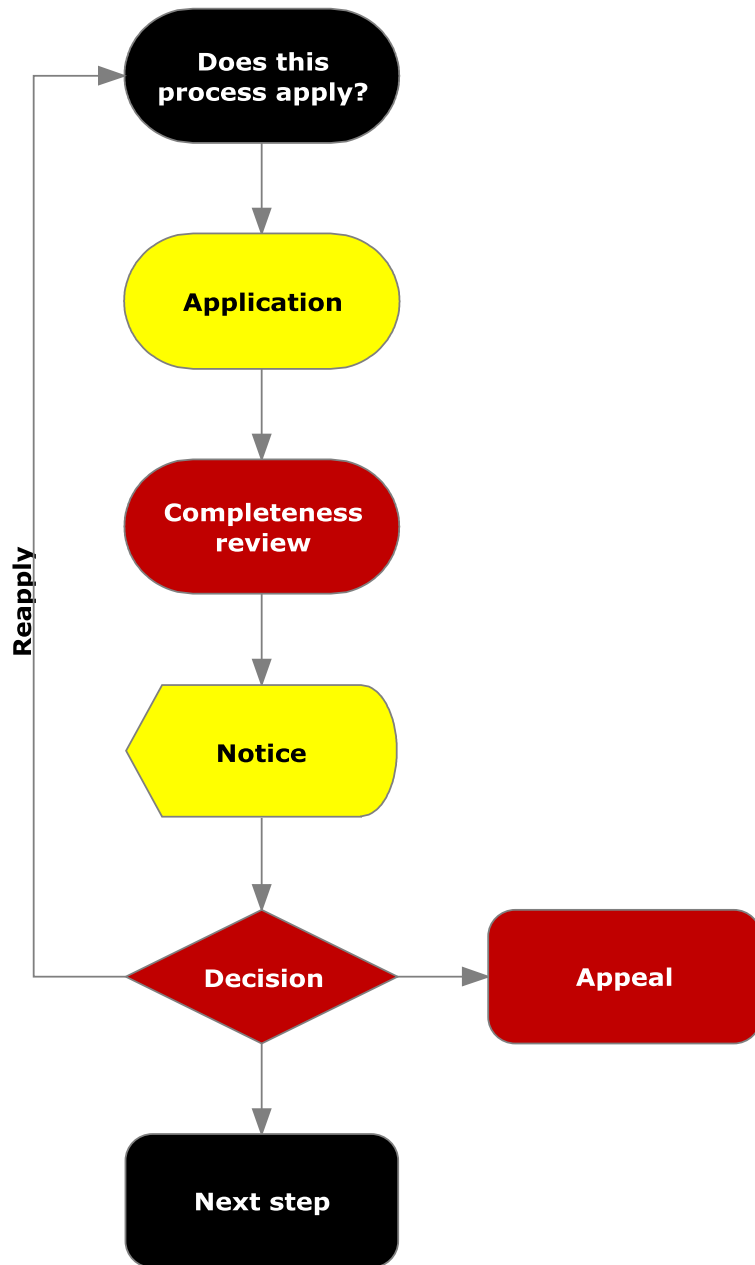 Does this
process apply?
Application
Completeness
review
Reapply
Notice
Decision
Appeal
Next step